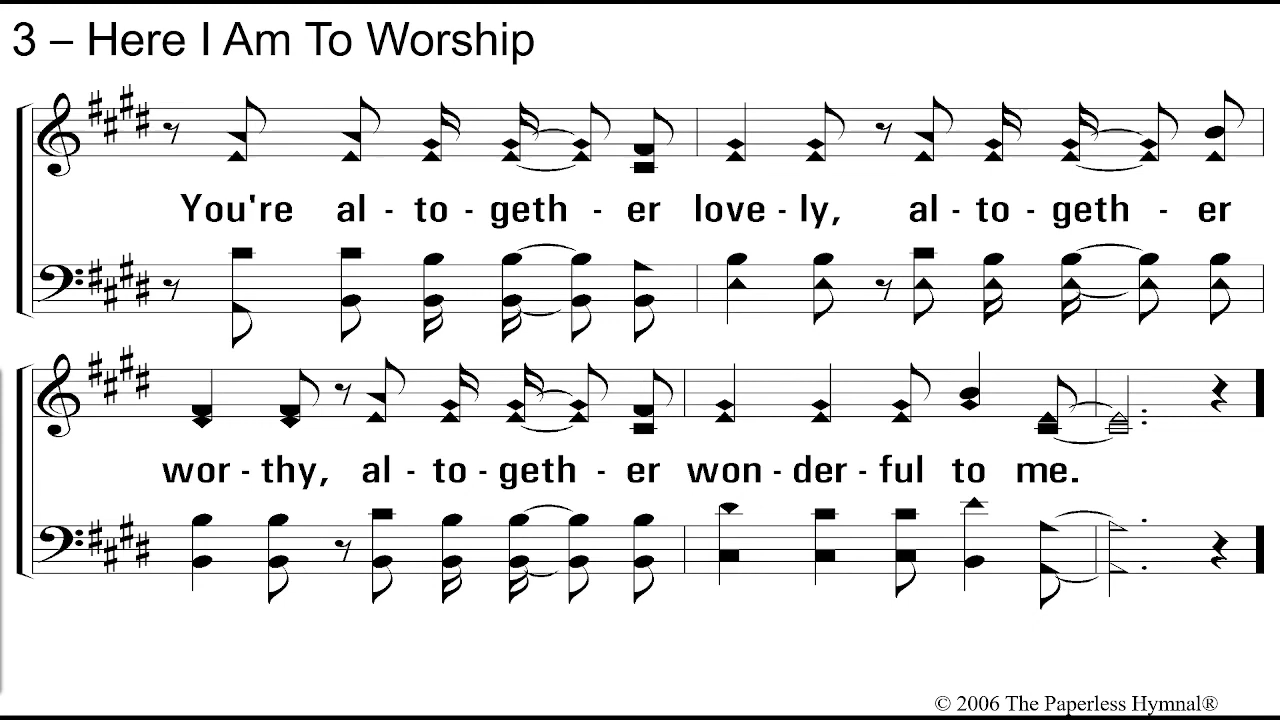 3 – Here I Am To Worship
You're al - to - geth - er love - ly, al - to - geth - er
wor - thy, al - to - geth - er won - der - ful to me.
© 2006 The Paperless Hymnal®